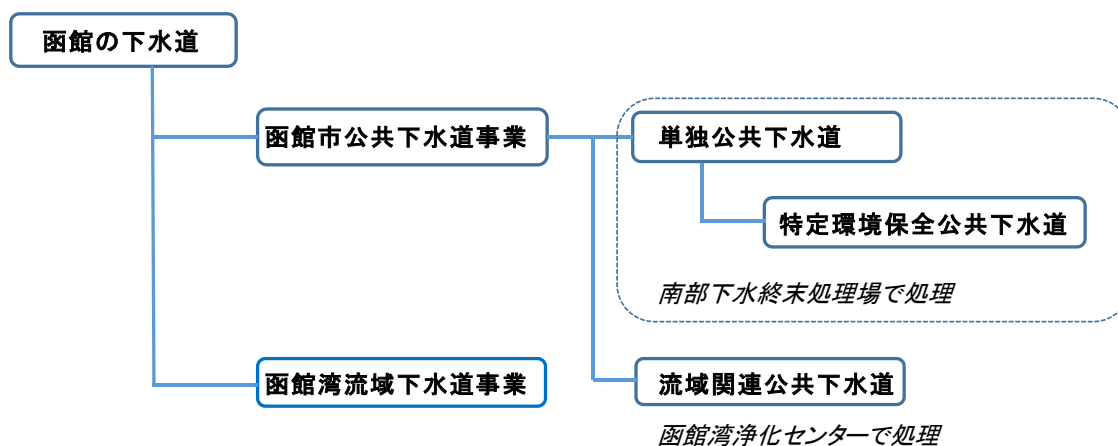 函館の下水道
函館市公共下水道事業
単独公共下水道
特定環境保全公共下水道
南部下水終末処理場で処理
函館湾流域下水道事業
流域関連公共下水道
函館湾浄化センターで処理